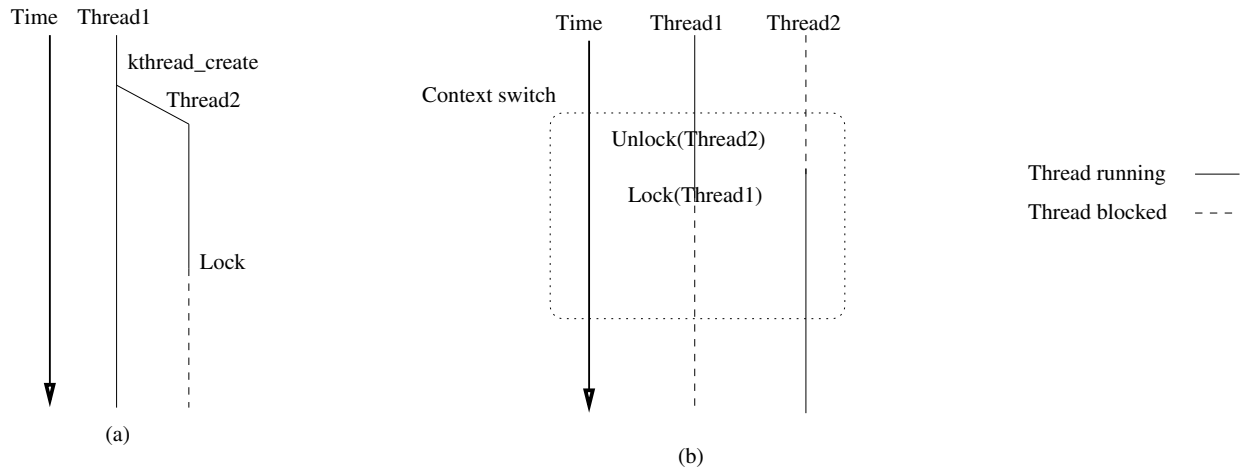 Time Thread1
kthread_create
Thread2
Lock
(a)
Time Thread1 Thread2
Context switch
Unlock(Thread2)
Lock(Thread1)
(b)
Thread running
Thread blocked